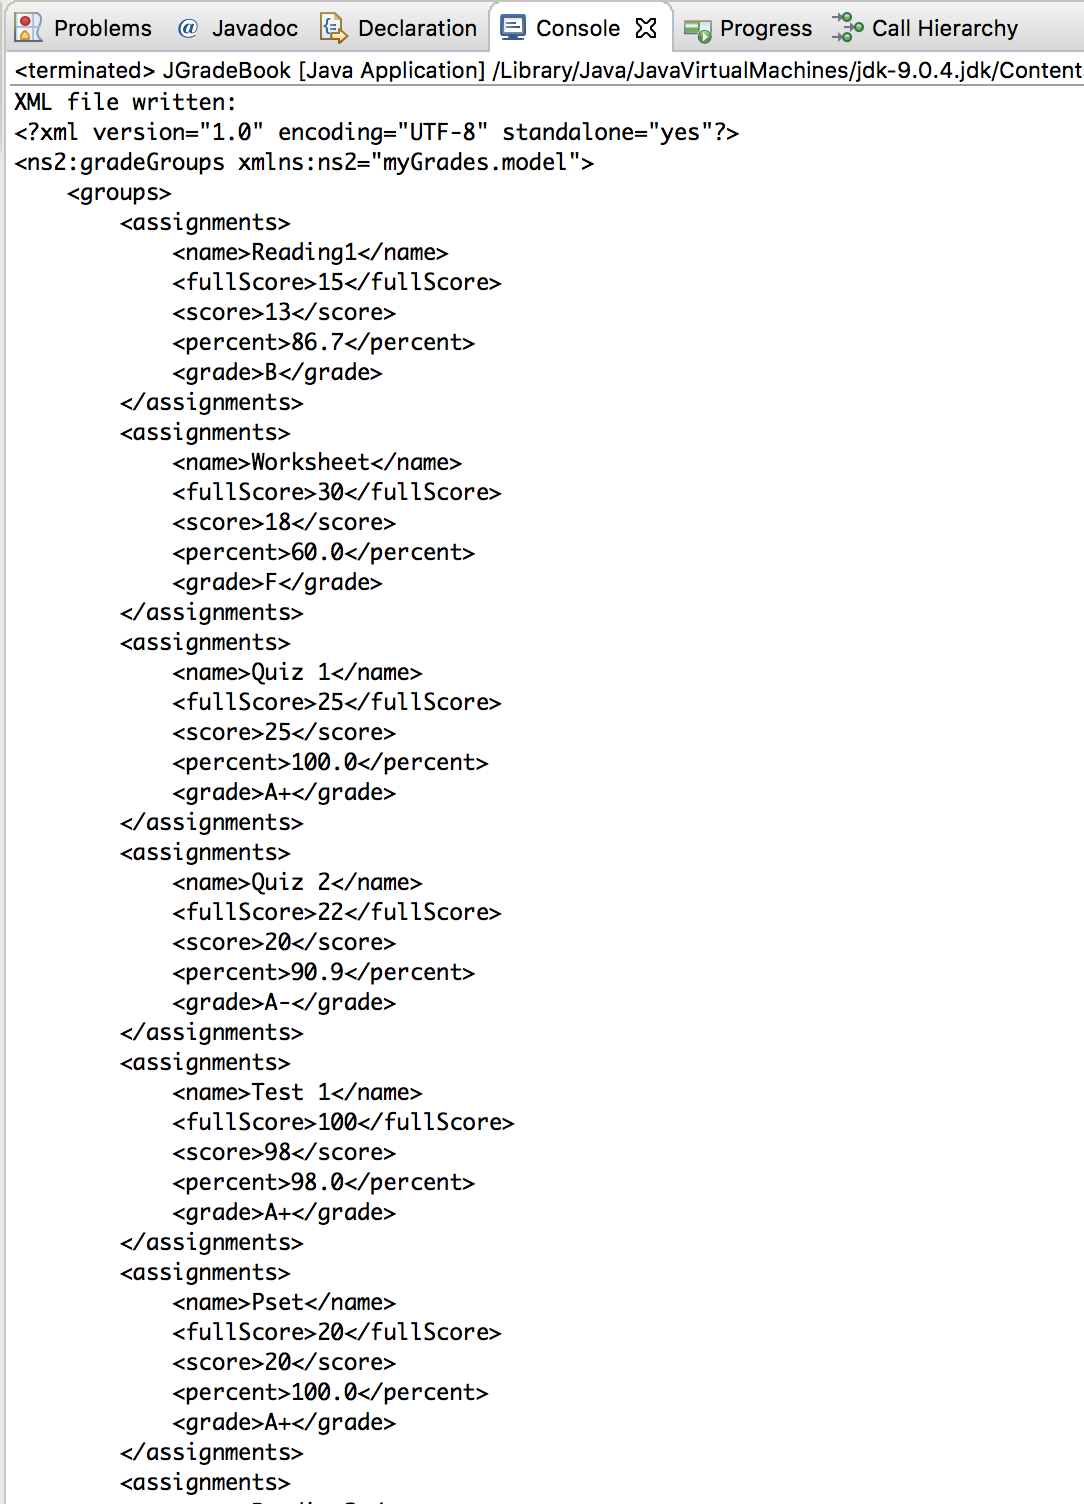 Problems @ Javadoc Declaration Console Progress Call Hierarchy
<terminated> JGradeBook [Java Application] /Library/Java/JavaVirtualMachines/jdk-9.0.4.jdk/Content
XML file written:
<?xml version="1.0" encoding="UTF-8" standalone="yes"?>
<ns2:gradeGroups xmlns:ns2="myGrades.model">
    <groups>
        <assignments>
            <name>Reading1</name>
            <fullScore>15</fullScore>
            <score>13</score>
            <percent>86.7</percent>
            <grade>B</grade>
        </assignments>
        <assignments>
            <name>Worksheet</name>
            <fullScore>30</fullScore>
            <score>18</score>
            <percent>60.0</percent>
            <grade>F</grade>
        </assignments>
        <assignments>
            <name>Quiz 1</name>
            <fullScore>25</fullScore>
            <score>25</score>
            <percent>100.0</percent>
            <grade>A+</grade>
        </assignments>
        <assignments>
            <name>Quiz 2</name>
            <fullScore>22</fullScore>
            <score>20</score>
            <percent>90.9</percent>
            <grade>A-</grade>
        </assignments>
        <assignments>
            <name>Test 1</name>
            <fullScore>100</fullScore>
            <score>98</score>
            <percent>98.0</percent>
            <grade>A+</grade>
        </assignments>
        <assignments>
            <name>Pset</name>
            <fullScore>20</fullScore>
            <score>20</score>
            <percent>100.0</percent>
            <grade>A+</grade>
        </assignments>
        <assignments>